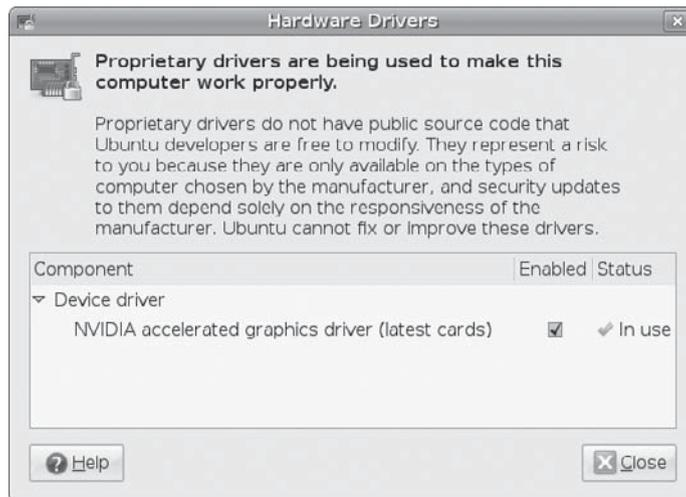 Hardware Drivers
Proprietary drivers are being used to make this
computer work properly.
Proprietary drivers do not have public source code that
Ubuntu developers are free to modify. They represent a risk
to you because they are only available on the types of
computer chosen by the manufacturer, and security updates
to them depend solely on the responsiveness of the
manufacturer. Ubuntu cannot fix or improve these drivers.
Component Enabled Status
Device driver
NVIDIA accelerated graphics driver (latest cards) In use
Help Close